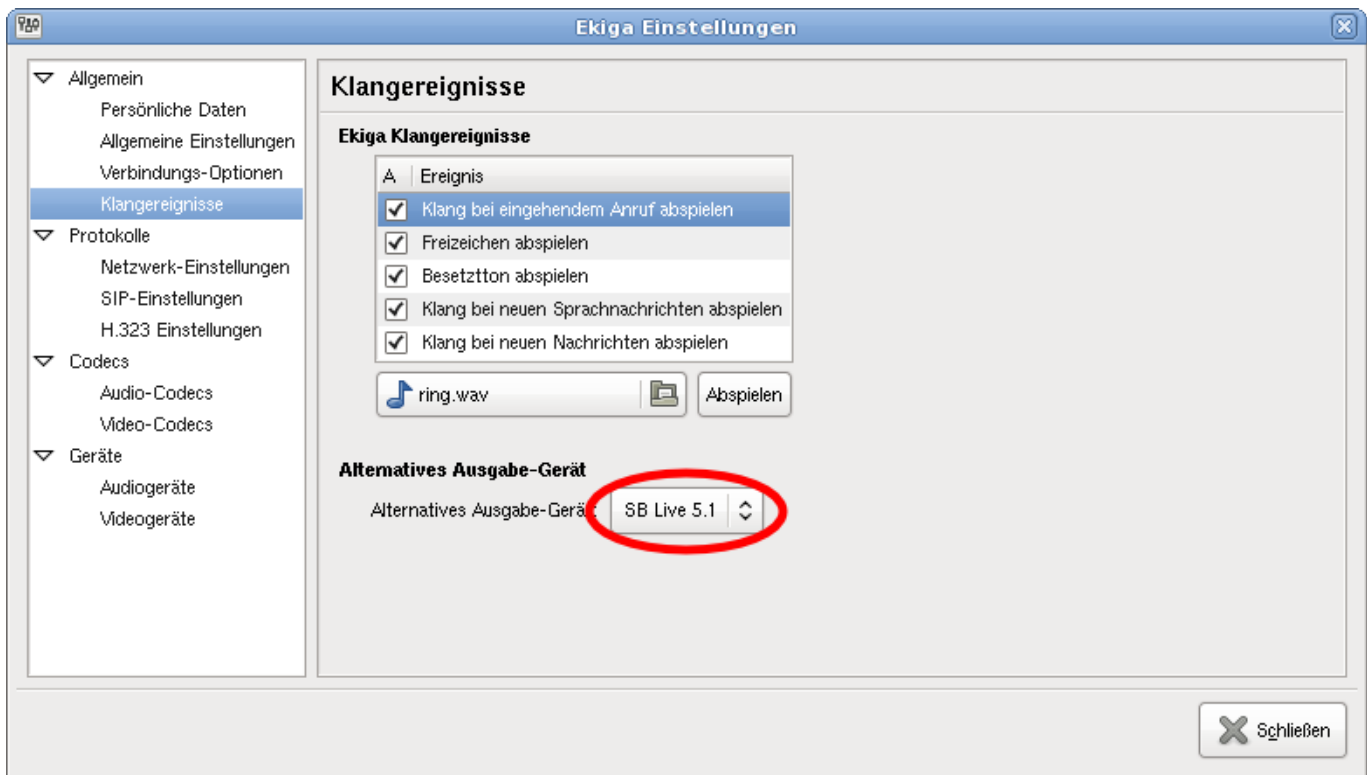 Ekiga Einstellungen
Allgemein
Persönliche Daten
Allgemeine Einstellungen
Verbindungs-Optionen
Klangereignisse
Protokolle
Netzwerk-Einstellungen
SIP-Einstellungen
H.323 Einstellungen
Codecs
Audio-Codecs
Video-Codecs
Geräte
Audiogeräte
Videogeräte
Klangereignisse
Ekiga Klangereignisse
A Ereignis
Klang bei eingehendem Anruf abspielen
Freizeichen abspielen
Besetztton abspielen
Klang bei neuen Sprachnachrichten abspielen
Klang bei neuen Nachrichten abspielen
ring.wav Abspielen
Alternatives Ausgabe-Gerät
Alternatives Ausgabe-Gerät: SB Live 5.1
Schließen